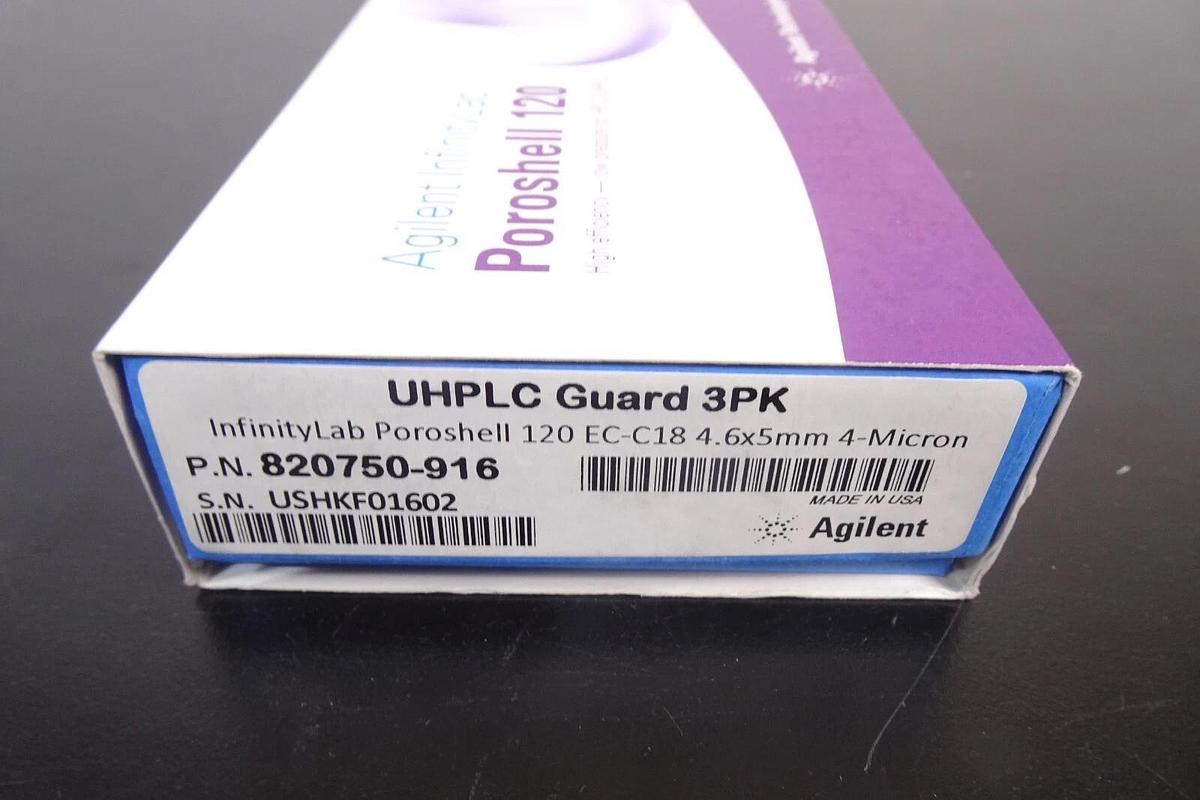 Agilent InfinityLab
Poroshell 120
UHPLC Guard 3PK
InfinityLab Poroshell 120 EC-C18 4.6x5mm 4-Micron
P.N. 820750-916
S.N. USHKF01602
MADE IN USA
Agilent